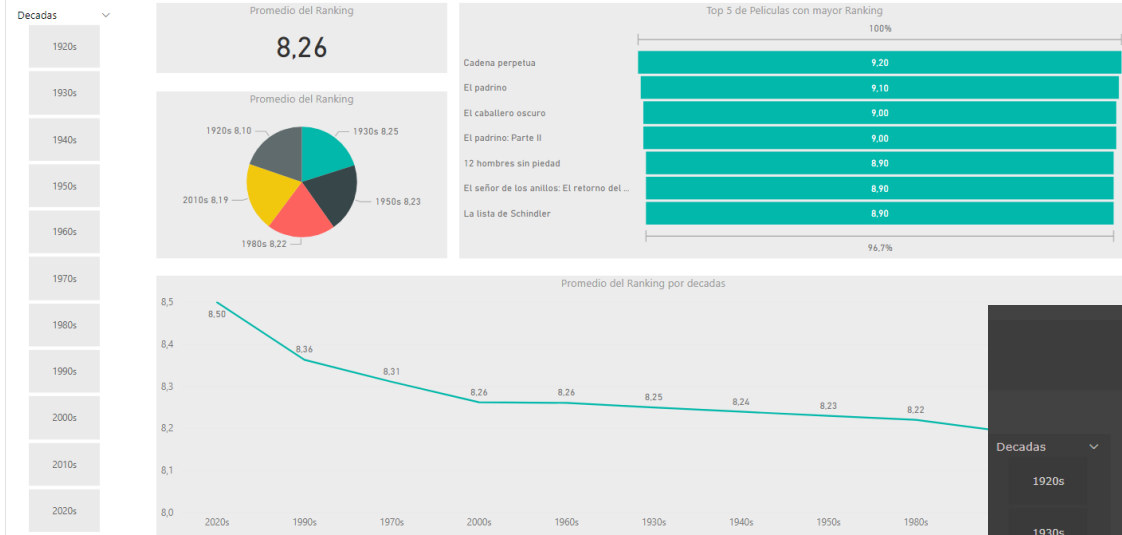 Decadas
1920s
1930s
1940s
1950s
1960s
1970s
1980s
1990s
2000s
2010s
2020s
Promedio del Ranking
8,26
Promedio del Ranking
1920s 8,10
1930s 8,25
2010s 8,19
1950s 8,23
1980s 8,22
Top 5 de Peliculas con mayor Ranking
100%
Cadena perpetua 9,20
El padrino 9,10
El caballero oscuro 9,00
El padrino: Parte II 9,00
12 hombres sin piedad 8,90
El señor de los anillos: El retorno del ... 8,90
La lista de Schindler 8,90
96,7%
Promedio del Ranking por decadas
8,5
8,4
8,3
8,2
8,1
8,0
8,50
8,36
8,31
8,26
8,26
8,25
8,24
8,23
8,22
2020s 1990s 1970s 2000s 1960s 1930s 1940s 1950s 1980s
Decadas
1920s
1930s